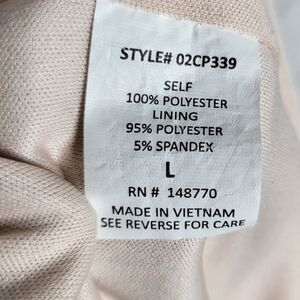 STYLE# 02CP339
SELF
100% POLYESTER
LINING
95% POLYESTER
5% SPANDEX
L
RN # 148770
MADE IN VIETNAM
SEE REVERSE FOR CARE